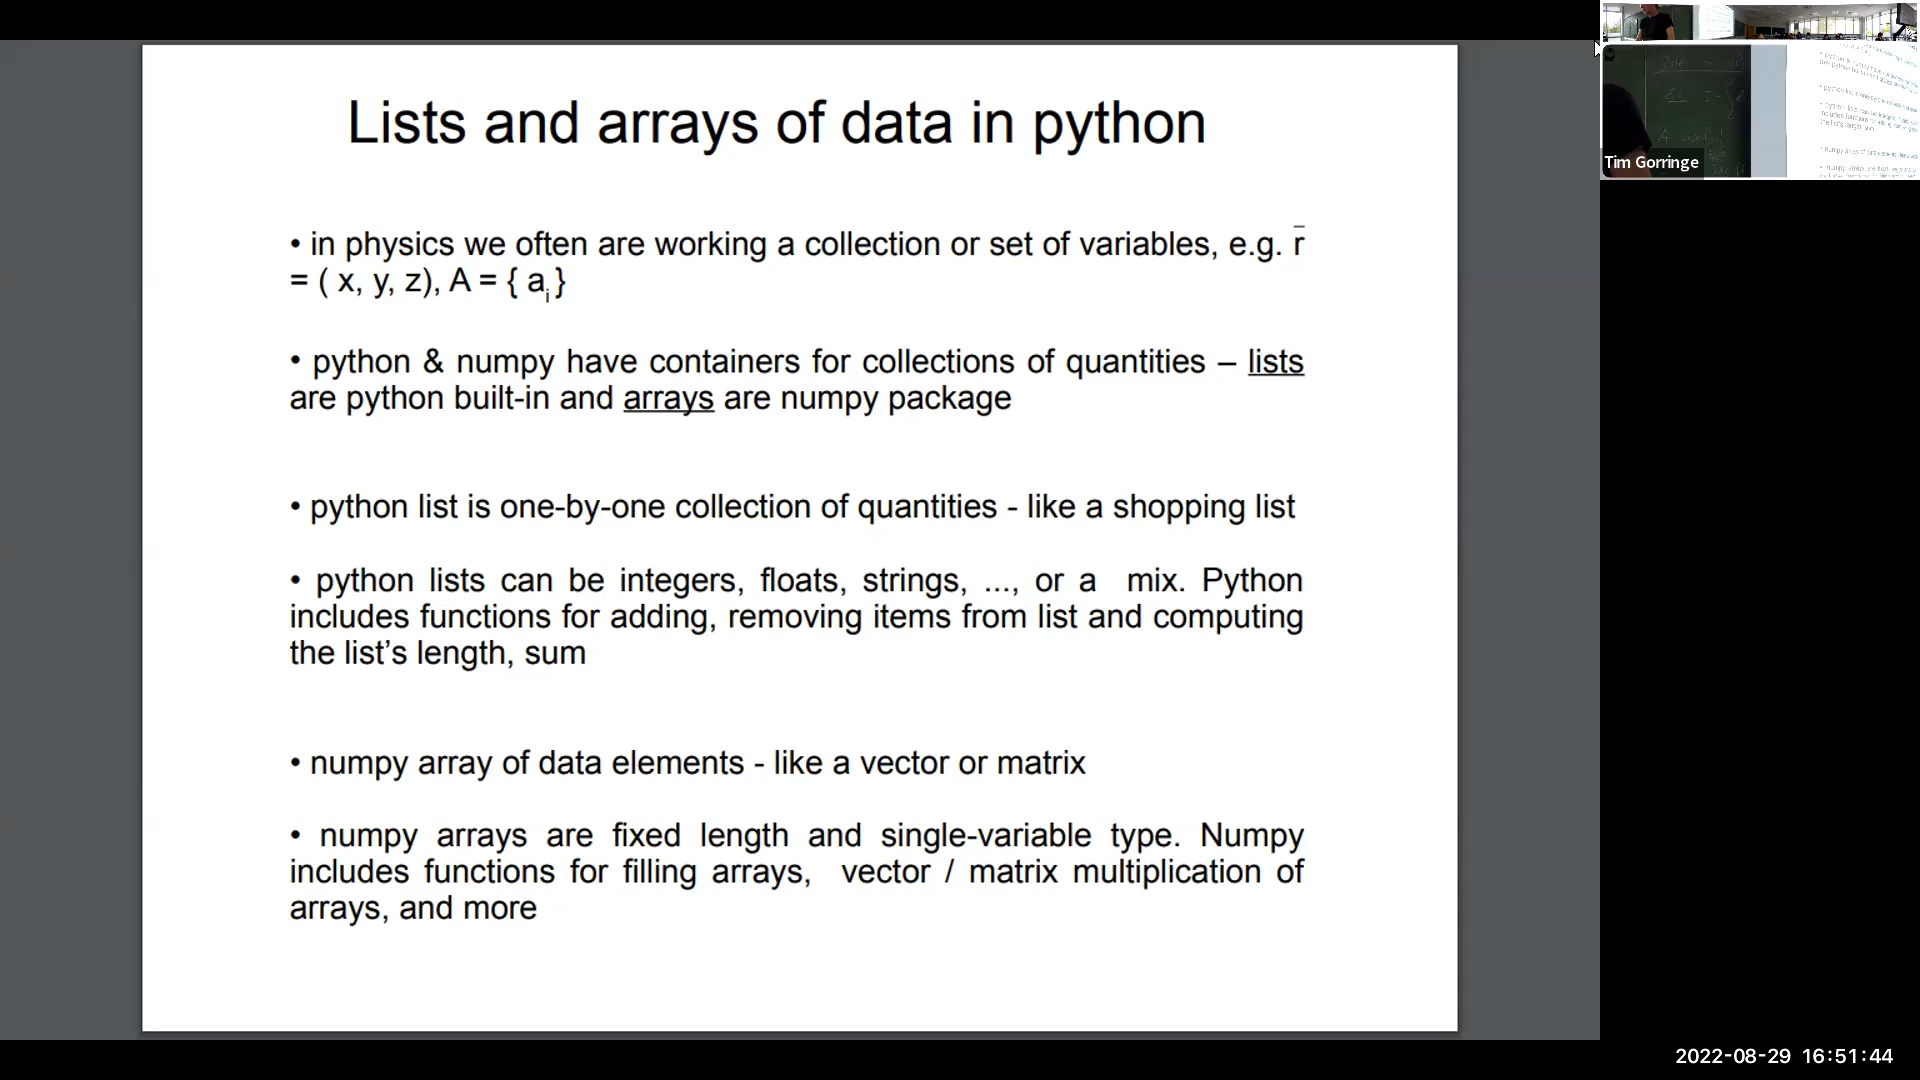 Lists and arrays of data in python
• in physics we often are working a collection or set of variables, e.g. r̅
= ( x, y, z), A = { aᵢ}
• python & numpy have containers for collections of quantities – lists
are python built-in and arrays are numpy package
• python list is one-by-one collection of quantities - like a shopping list
• python lists can be integers, floats, strings, ..., or a mix. Python
includes functions for adding, removing items from list and computing
the list’s length, sum
• numpy array of data elements - like a vector or matrix
• numpy arrays are fixed length and single-variable type. Numpy
includes functions for filling arrays, vector / matrix multiplication of
arrays, and more
Tim Gorringe
2022-08-29 16:51:44